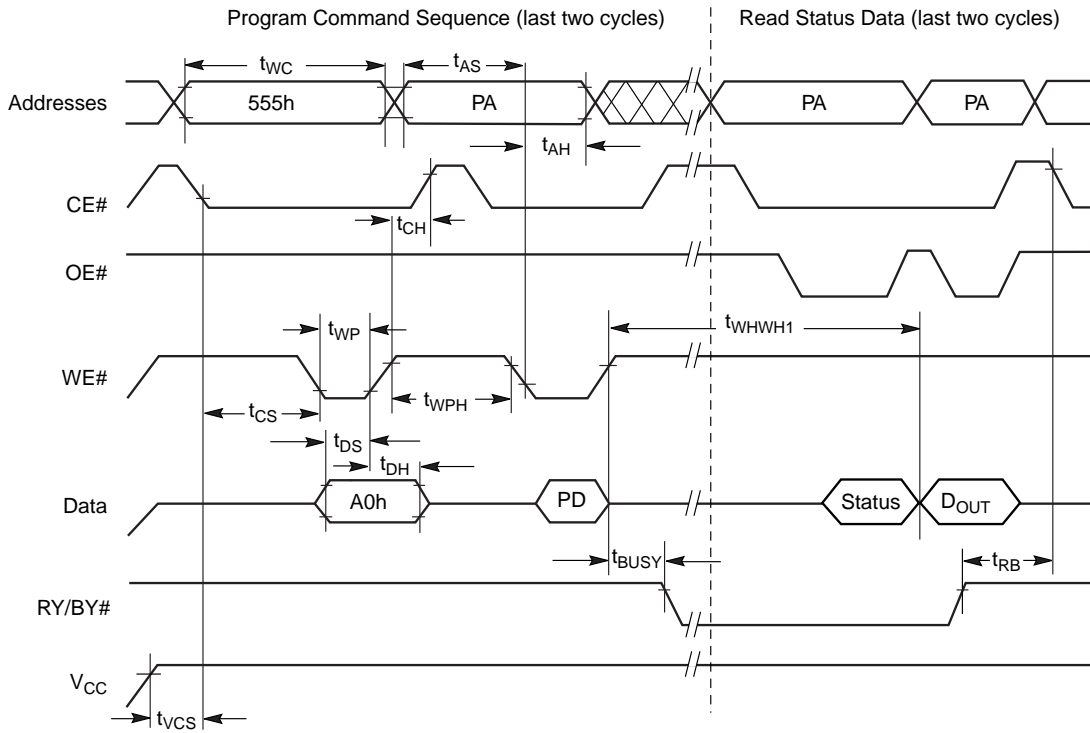 Program Command Sequence (last two cycles)
Read Status Data (last two cycles)
tWC
tAS
Addresses
555h
PA
PA
PA
tAH
CE#
tCH
OE#
tWP
tWHWH1
WE#
tCS
tWPH
tDS
tDH
Data
A0h
PD
Status
DOUT
tBUSY
tRB
RY/BY#
VCC
tVCS